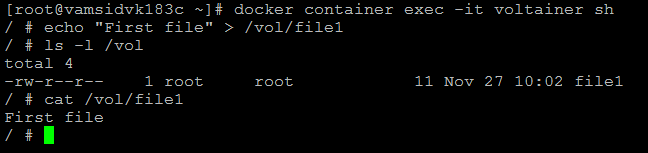 [root@vamsidvk183c ~]# docker container exec -it voltainer sh
/ # echo "First file" > /vol/file1
/ # ls -l /vol
total 4
-rw-r--r--    1 root     root            11 Nov 27 10:02 file1
/ # cat /vol/file1
First file
/ #